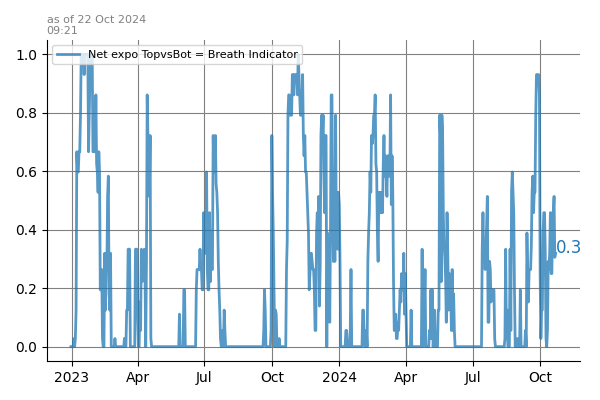 as of 22 Oct 2024
09:21
Net expo TopvsBot = Breath Indicator
1.0
0.8
0.6
0.4
0.2
0.0
0.3
2023 Apr Jul Oct 2024 Apr Jul Oct